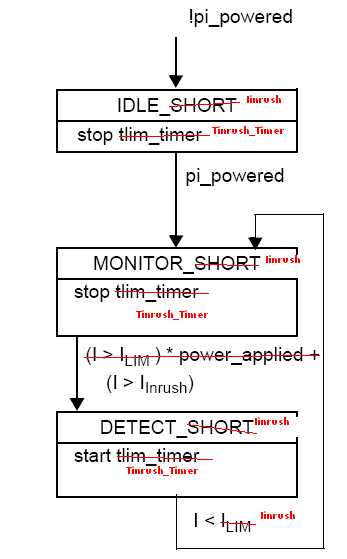 !pi_powered
IDLE_SHORT Iinrush
stop tlim_timer Tinrush_Timer
pi_powered
MONITOR_SHORT Iinrush
stop tlim_timer
Tinrush_Timer
(I > ILIM ) * power_applied +
(I > IInrush)
DETECT_SHORT Iinrush
start tlim_timer
Tinrush_Timer
I < ILIM Iinrush